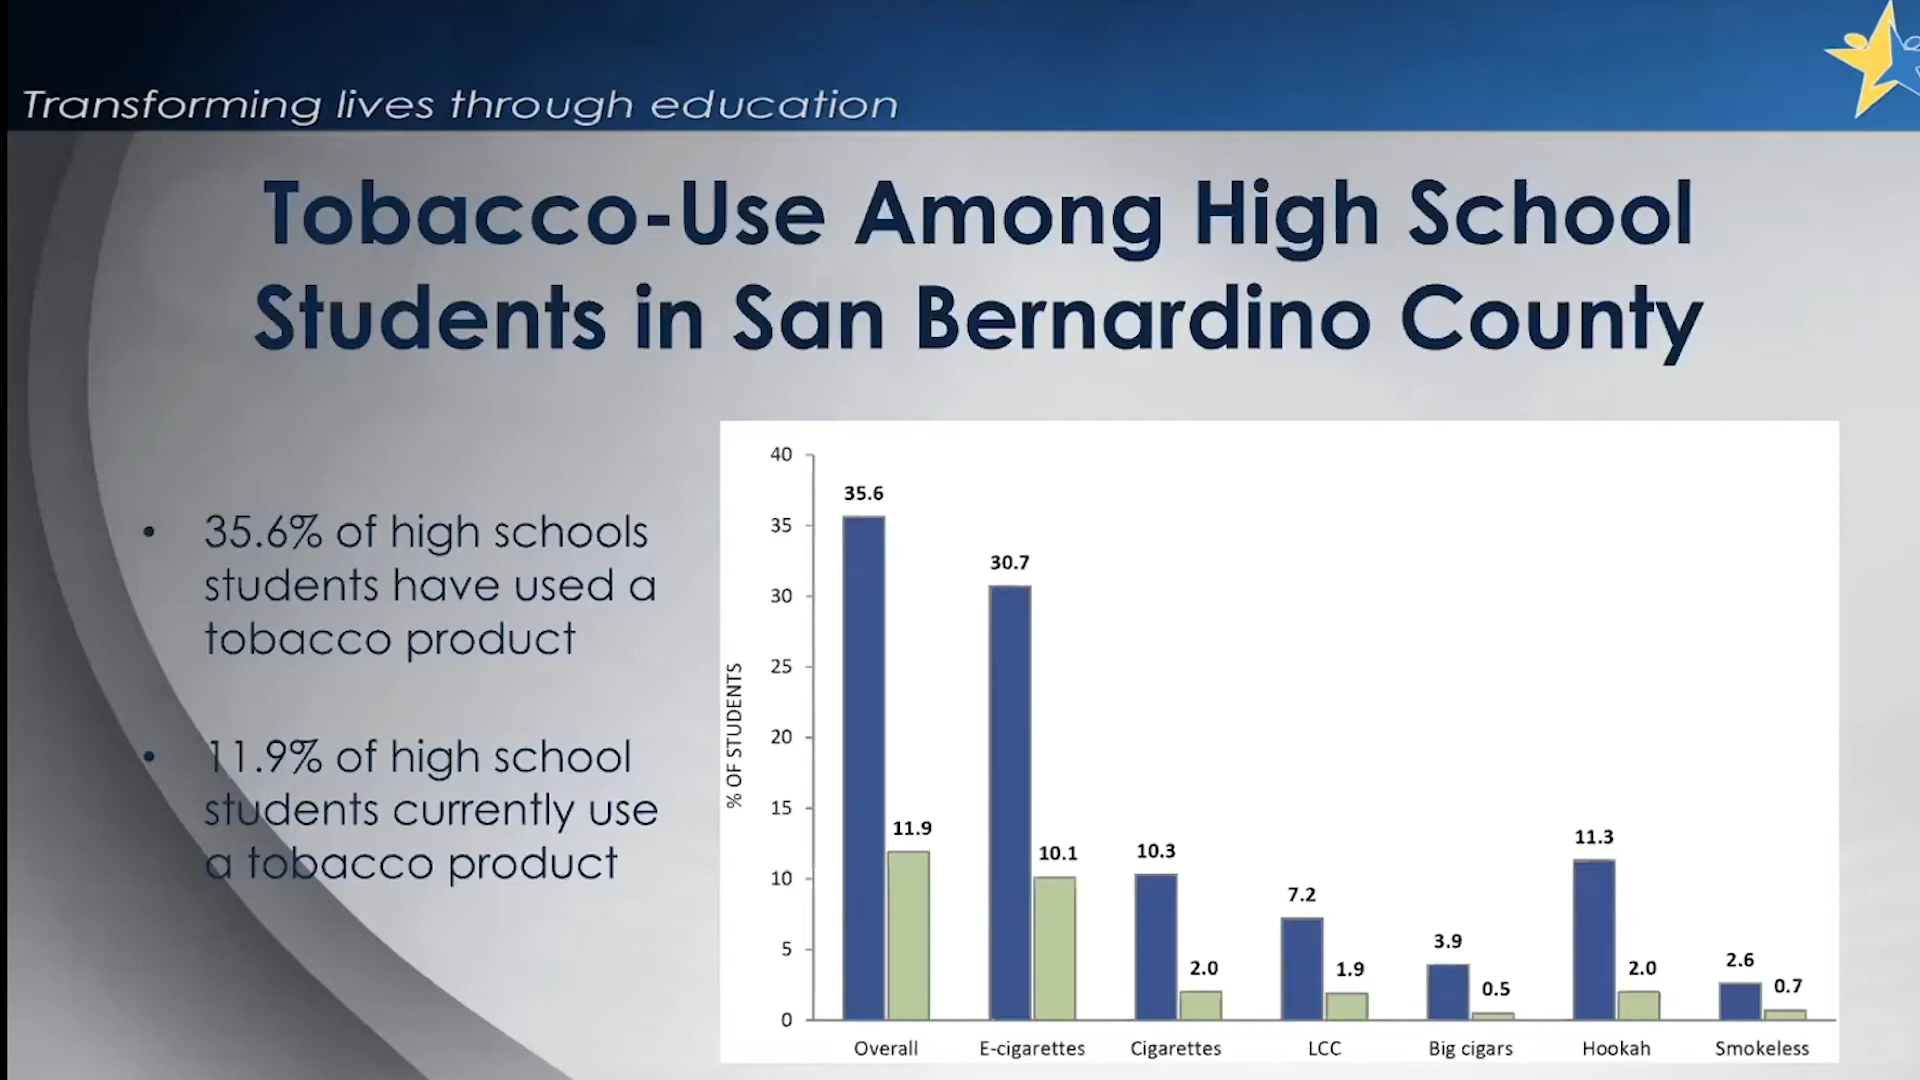 Transforming lives through education
Tobacco-Use Among High School
Students in San Bernardino County
• 35.6% of high schools
students have used a
tobacco product
• 11.9% of high school
students currently use
a tobacco product
% OF STUDENTS
40
35
30
25
20
15
10
5
0
35.6
11.9
30.7
10.1
10.3
2.0
7.2
1.9
3.9
0.5
11.3
2.0
2.6
0.7
Overall E-cigarettes Cigarettes LCC Big cigars Hookah Smokeless